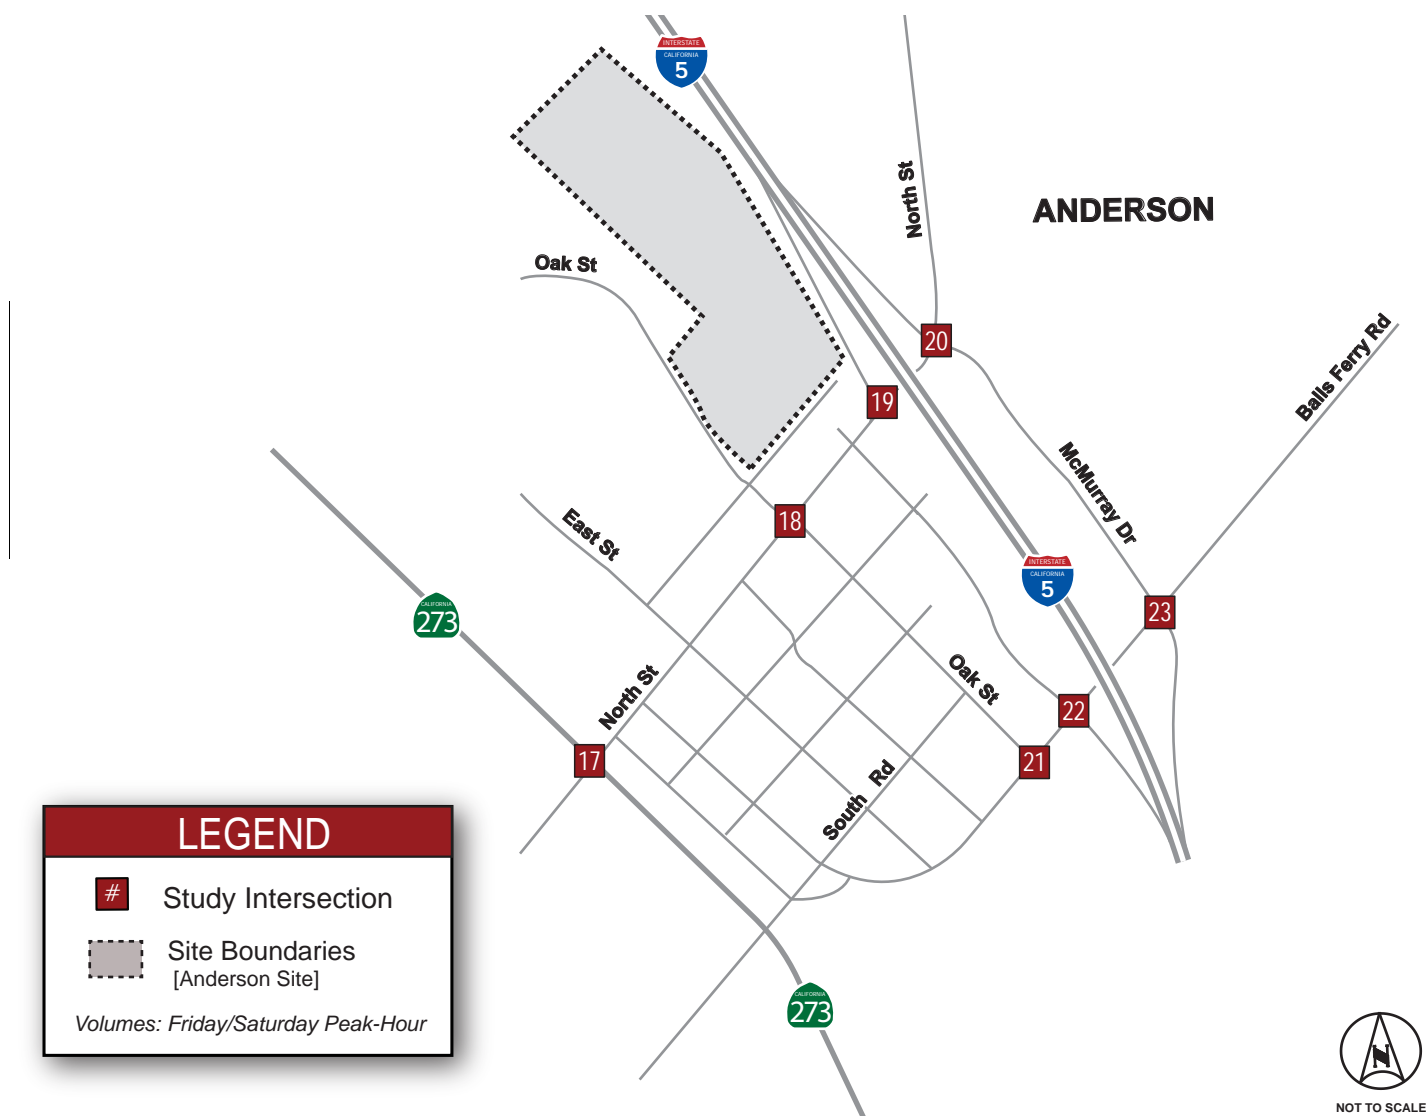 INTERSTATE
CALIFORNIA
5
North St
ANDERSON
Oak St
20
Balls Ferry Rd
19
McMurray Dr
18
East St
INTERSTATE
CALIFORNIA
5
CALIFORNIA
273
23
Oak St
North St
22
17
21
South Rd
LEGEND
# Study Intersection
Site Boundaries
[Anderson Site]
Volumes: Friday/Saturday Peak-Hour
CALIFORNIA
273
N
NOT TO SCALE